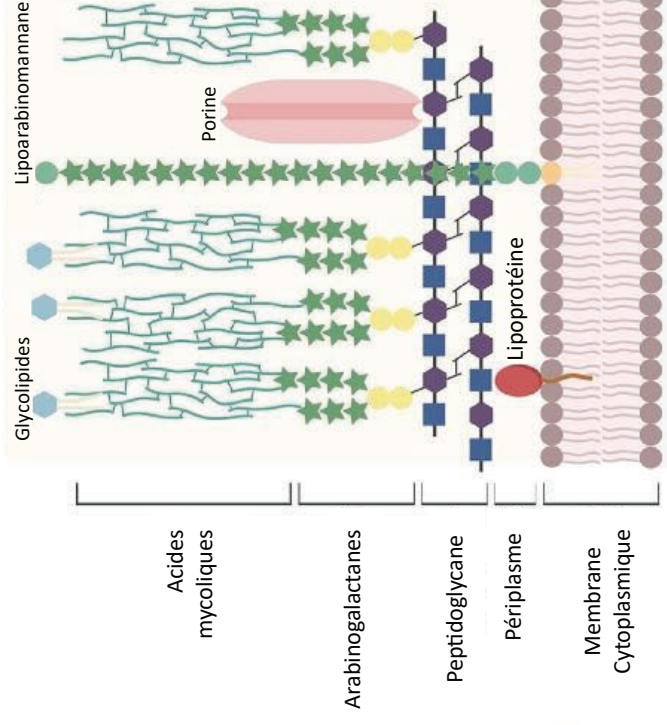 Lipoarabinomannane
Porine
Glycolipides
Lipoprotéine
Acides
mycoliques
Arabinogalactanes
Peptidoglycane
Périplasme
Membrane
Cytoplasmique